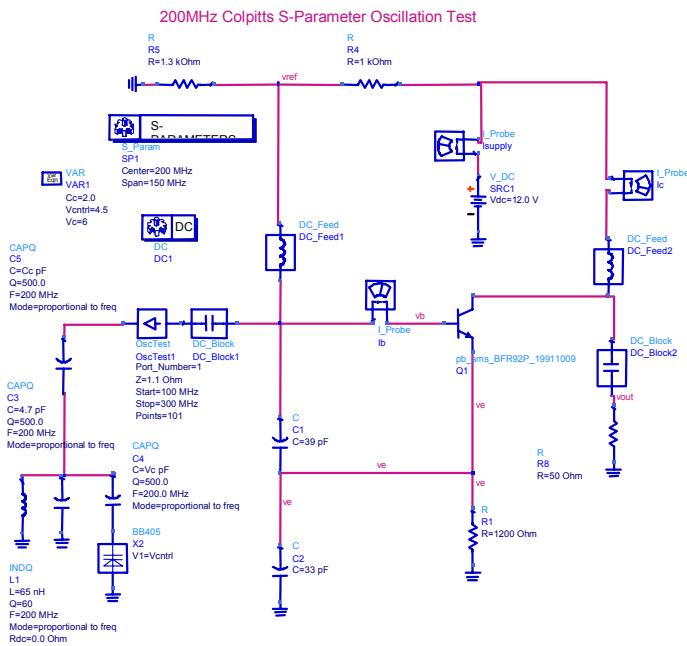 200MHz Colpitts S-Parameter Oscillation Test
R
R5
R=1.3 kOhm
R
R4
R=1 kOhm
vref
S-
PARAMETERS
S_Param
SP1
Center=200 MHz
Span=150 MHz
Var
Eqn
VAR
VAR1
Cc=2.0
Vcntrl=4.5
Vc=6
DC
DC
DC1
I_Probe
Isupply
+
V_DC
SRC1
Vdc=12.0 V
-
I_Probe
Ic
DC_Feed
DC_Feed1
DC_Feed
DC_Feed2
CAPQ
C5
C=Cc pF
Q=500.0
F=200 MHz
Mode=proportional to freq
OscTest
OscTest1
Port_Number=1
Z=1.1 Ohm
Start=100 MHz
Stop=300 MHz
Points=101
DC_Block
DC_Block1
I_Probe
Ib
vb
pb_sms_BFR92P_19911009
Q1
DC_Block
DC_Block2
vout
R
R8
R=50 Ohm
CAPQ
C3
C=4.7 pF
Q=500.0
F=200 MHz
Mode=proportional to freq
CAPQ
C4
C=Vc pF
Q=500.0
F=200.0 MHz
Mode=proportional to freq
C
C1
C=39 pF
ve
ve
ve
ve
BB405
X2
V1=Vcntrl
C
C2
C=33 pF
R
R1
R=1200 Ohm
INDQ
L1
L=65 nH
Q=60
F=200 MHz
Mode=proportional to freq
Rdc=0.0 Ohm